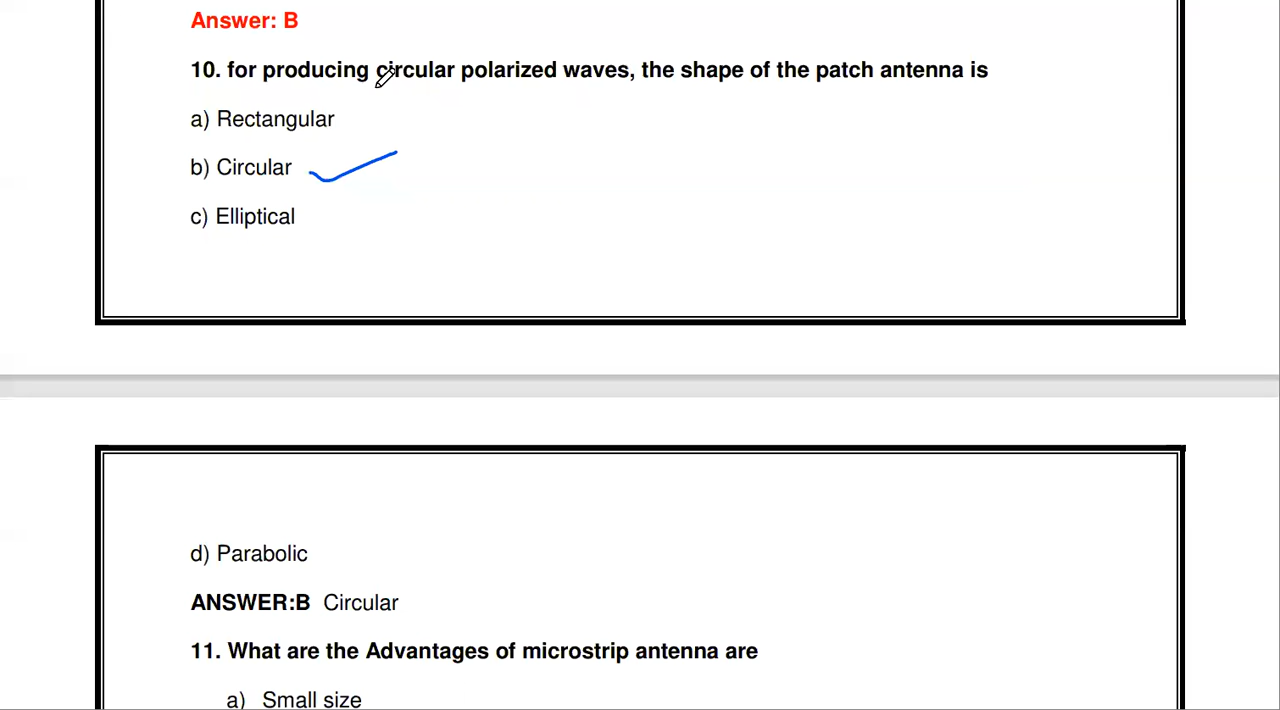 Answer: B
10. for producing circular polarized waves, the shape of the patch antenna is
a) Rectangular
b) Circular
c) Elliptical
d) Parabolic
ANSWER:B Circular
11. What are the Advantages of microstrip antenna are
a) Small size